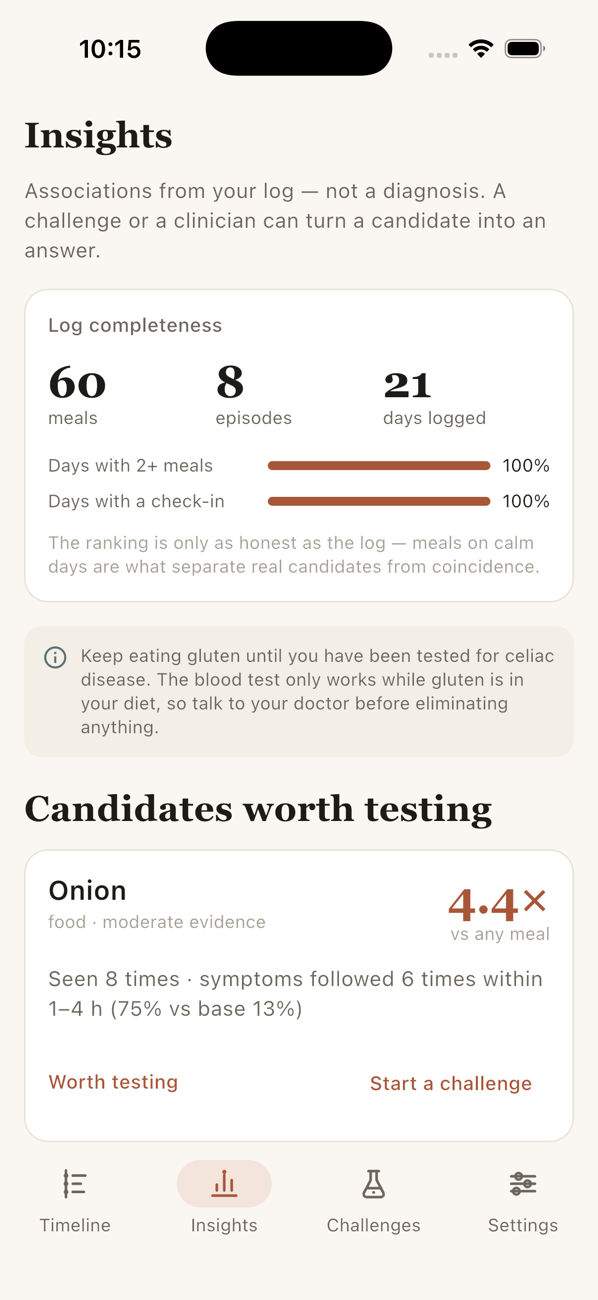 10:15
Insights
Associations from your log — not a diagnosis. A
challenge or a clinician can turn a candidate into an
answer.
Log completeness
60 8 21
meals episodes days logged
Days with 2+ meals 100%
Days with a check-in 100%
The ranking is only as honest as the log — meals on calm
days are what separate real candidates from coincidence.
Keep eating gluten until you have been tested for celiac
disease. The blood test only works while gluten is in
your diet, so talk to your doctor before eliminating
anything.
Candidates worth testing
Onion 4.4×
food · moderate evidence vs any meal
Seen 8 times · symptoms followed 6 times within
1–4 h (75% vs base 13%)
Worth testing Start a challenge
Timeline Insights Challenges Settings